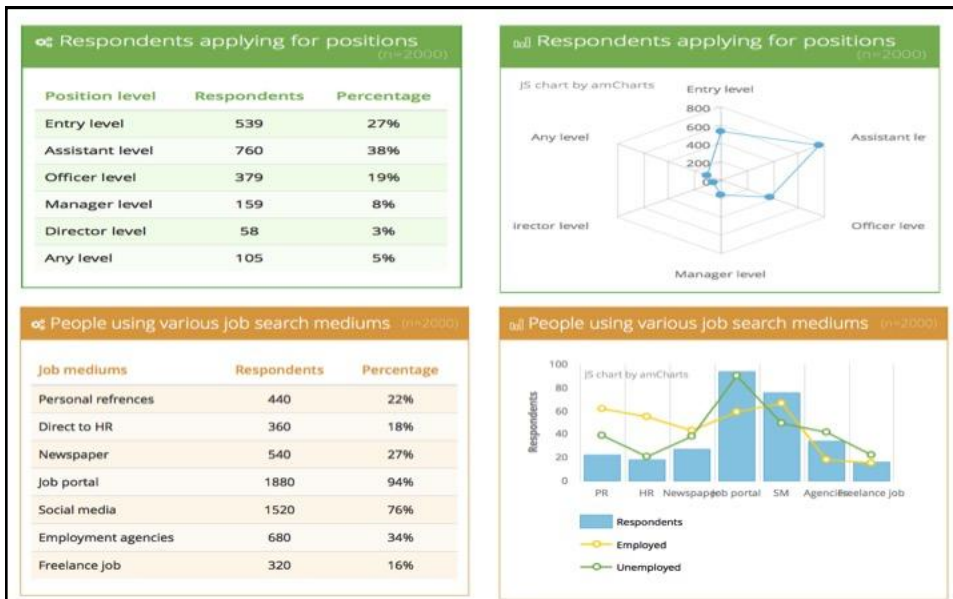 Respondents applying for positions
(n=2000)
Position level Respondents Percentage
Entry level 539 27%
Assistant level 760 38%
Officer level 379 19%
Manager level 159 8%
Director level 58 3%
Any level 105 5%
Respondents applying for positions
(n=2000)
JS chart by amCharts
Entry level
800
600
400
200
0
Any level
Assistant le
irector level
Officer leve
Manager level
People using various job search mediums (n=2000)
Job mediums Respondents Percentage
Personal refrences 440 22%
Direct to HR 360 18%
Newspaper 540 27%
Job portal 1880 94%
Social media 1520 76%
Employment agencies 680 34%
Freelance job 320 16%
People using various job search mediums (n=2000)
JS chart by amCharts
Respondents
100
80
60
40
20
0
PR HR Newspaper Job portal SM Agencies Freelance job
Respondents
Employed
Unemployed